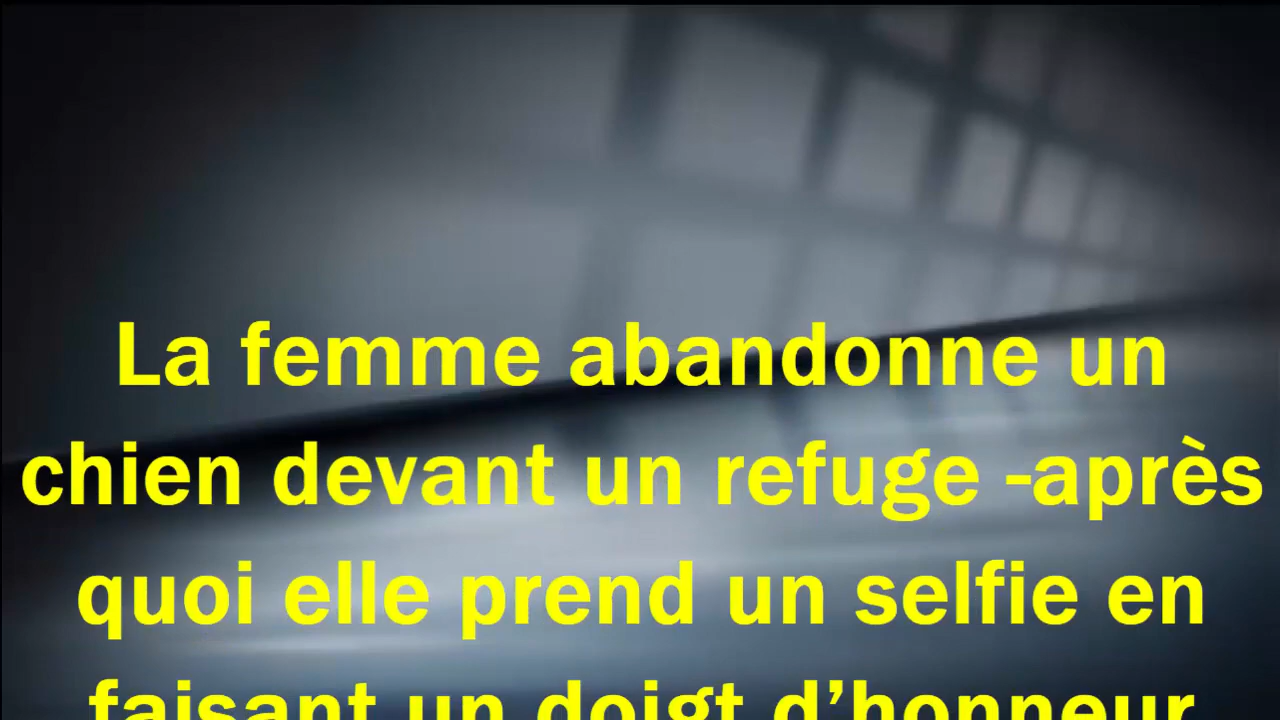 La femme abandonne un
chien devant un refuge -après
quoi elle prend un selfie en
faisant un doigt d’honneur